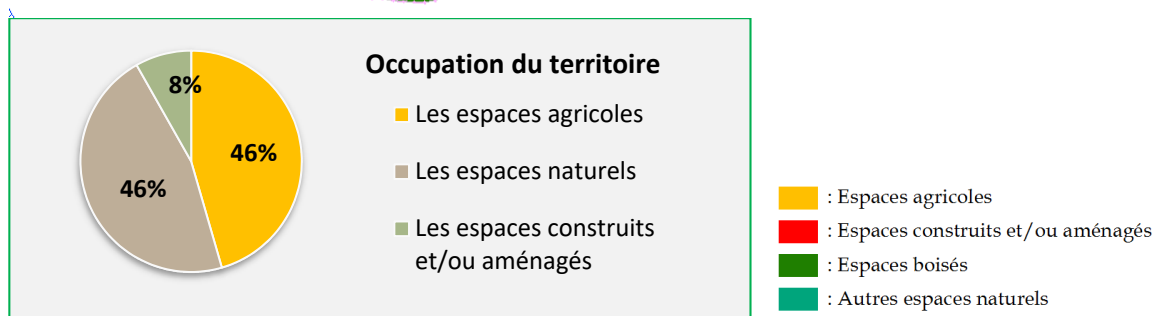 Occupation du territoire
8%
46%
46%
Les espaces agricoles
Les espaces naturels
Les espaces construits
et/ou aménagés
: Espaces agricoles
: Espaces construits et/ou aménagés
: Espaces boisés
: Autres espaces naturels